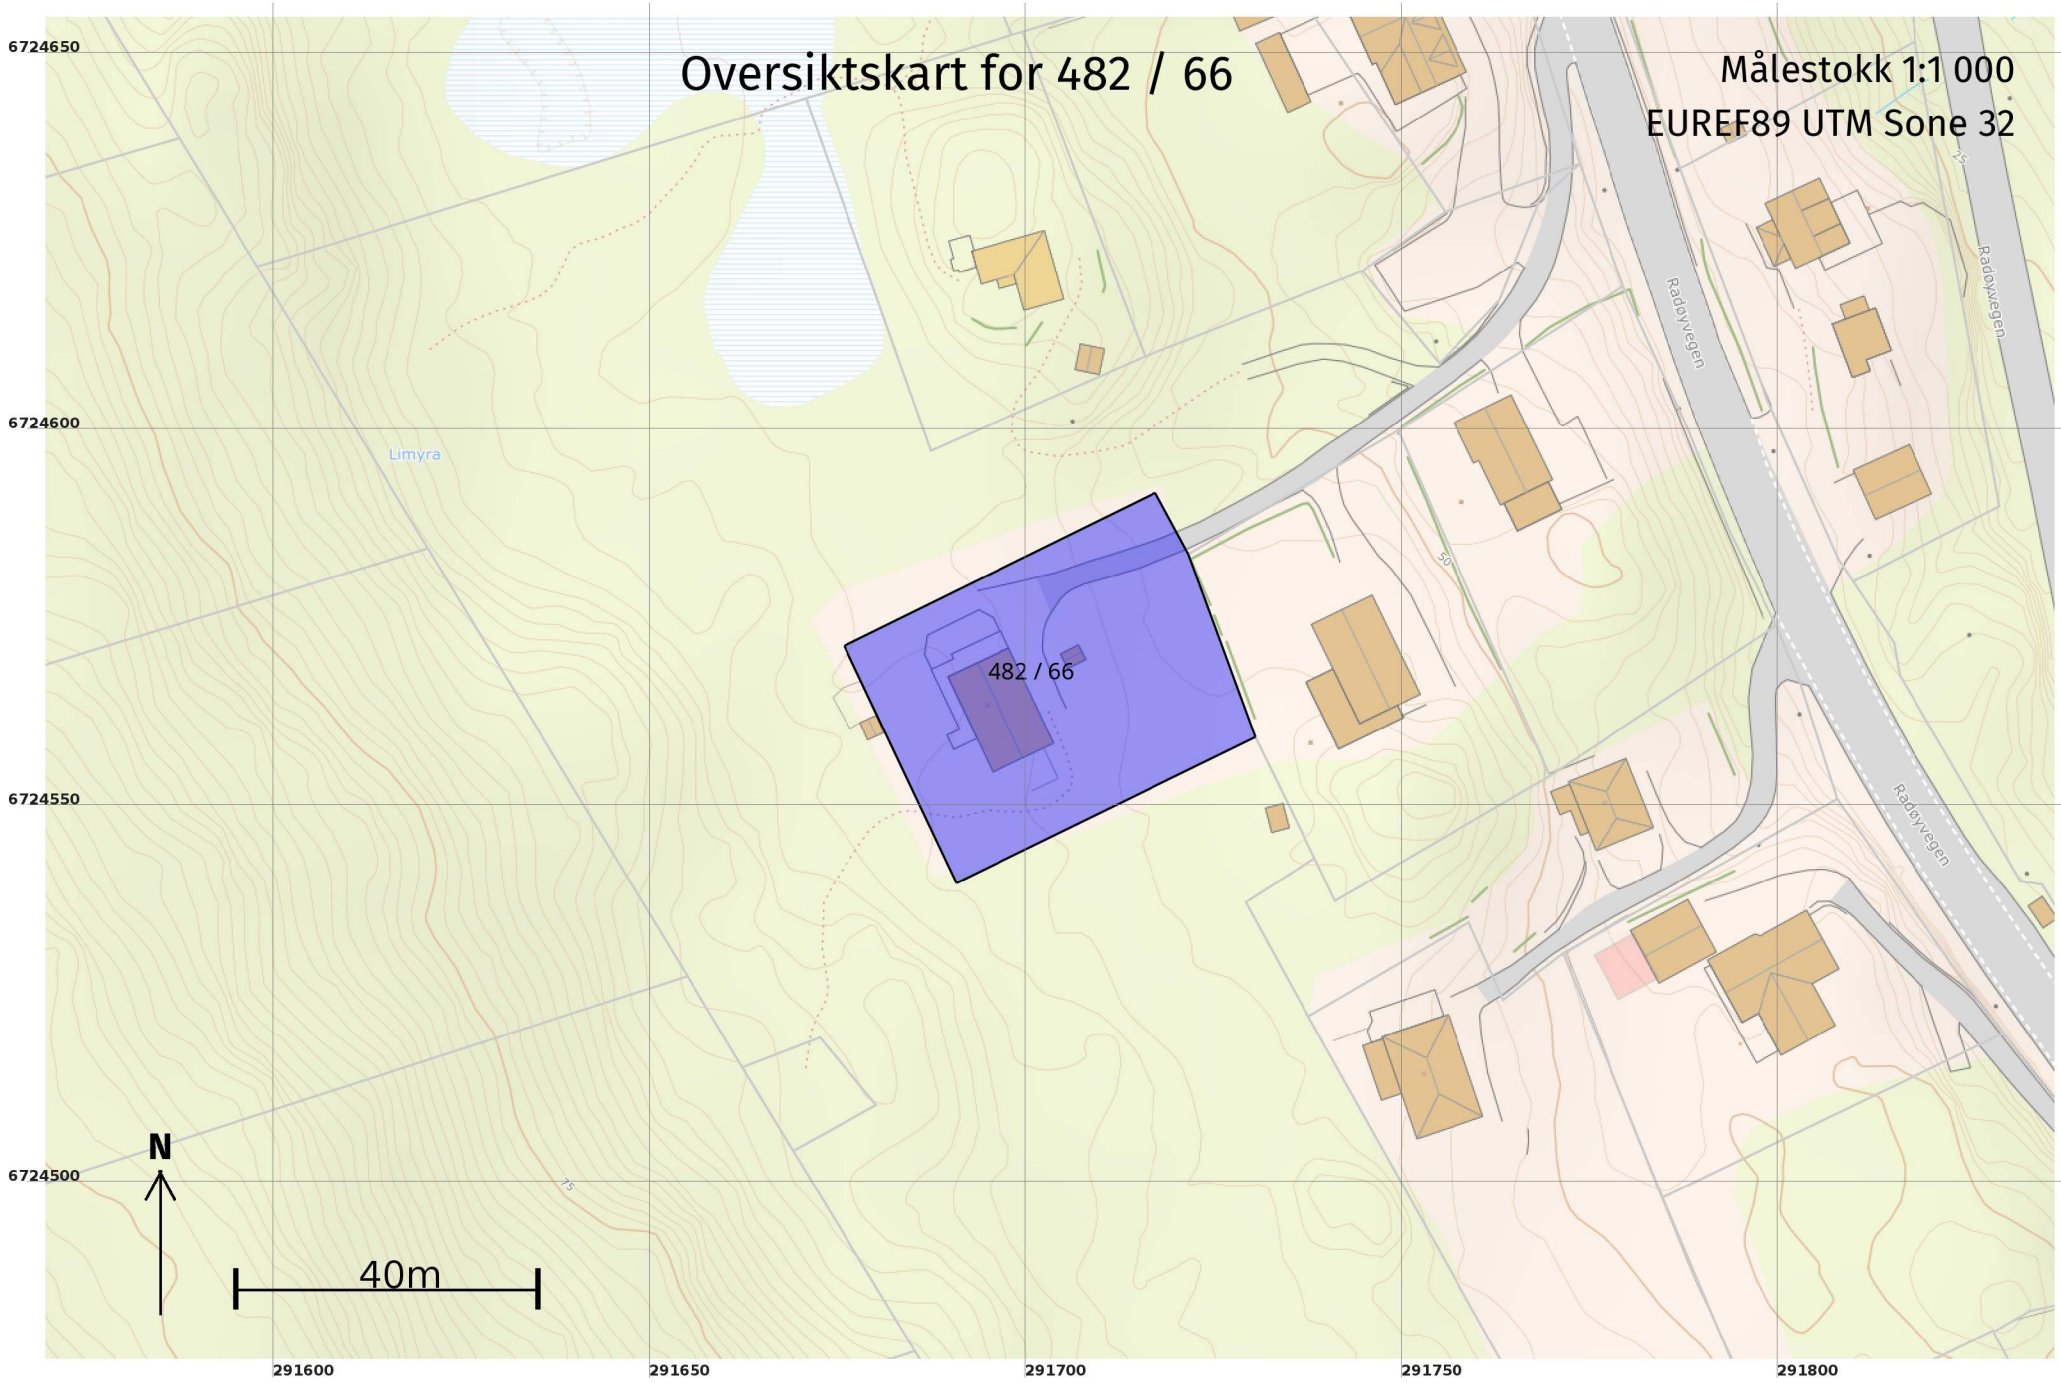 6724650
Oversiktskart for 482 / 66
Målestokk 1:1 000
EUREF89 UTM Sone 32
25
Radøyvegen
Radøyvegen
6724600
Limyra
50
482 / 66
6724550
Radøyvegen
N
6724500
75
40m
291600
291650
291700
291750
291800